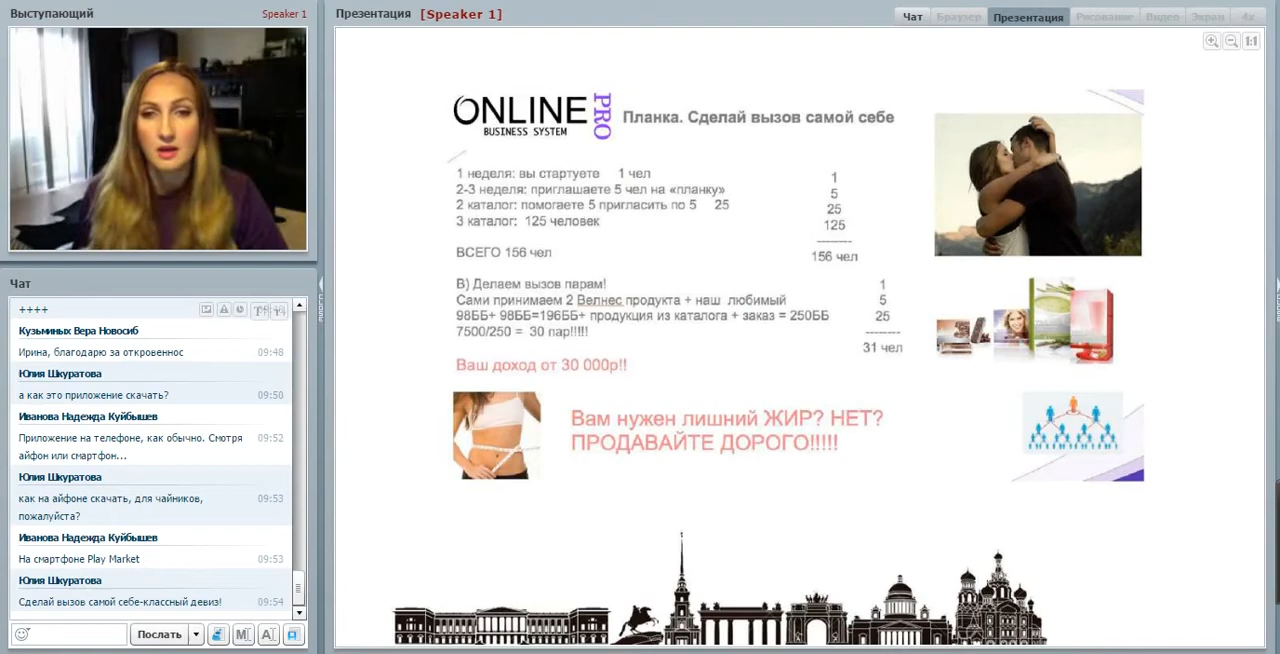 Выступающий
Speaker 1
Чат
++++
Кузьминых Вера Новосиб
Ирина, благодарю за откровеннос
09:48
Юлия Шкуратова
а как это приложение скачать?
09:50
Иванова Надежда Куйбышев
Приложение на телефоне, как обычно. Смотря
09:52
айфон или смартфон...
Юлия Шкуратова
как на айфоне скачать, для чайников,
09:53
пожалуйста?
Иванова Надежда Куйбышев
На смартфоне Play Market
09:53
Юлия Шкуратова
Сделай вызов самой себе-классный девиз!
09:54
Послать
Презентация [Speaker 1]
Чат Браузер Презентация Рисование Видео Экран 4x
1:1
ONLINE PRO
BUSINESS SYSTEM
Планка. Сделай вызов самой себе
1 неделя: вы стартуете 1 чел
2-3 неделя: приглашаете 5 чел на «планку»
2 каталог: помогаете 5 пригласить по 5 25
3 каталог: 125 человек
ВСЕГО 156 чел
1
5
25
125
--------
156 чел
В) Делаем вызов парам!
Сами принимаем 2 Велнес продукта + наш любимый
98ББ+ 98ББ=196ББ+ продукция из каталога + заказ = 250ББ
7500/250 = 30 пар!!!!!
1
5
25
--------
31 чел
Ваш доход от 30 000р!!
Вам нужен лишний ЖИР? НЕТ?
ПРОДАВАЙТЕ ДОРОГО!!!!!